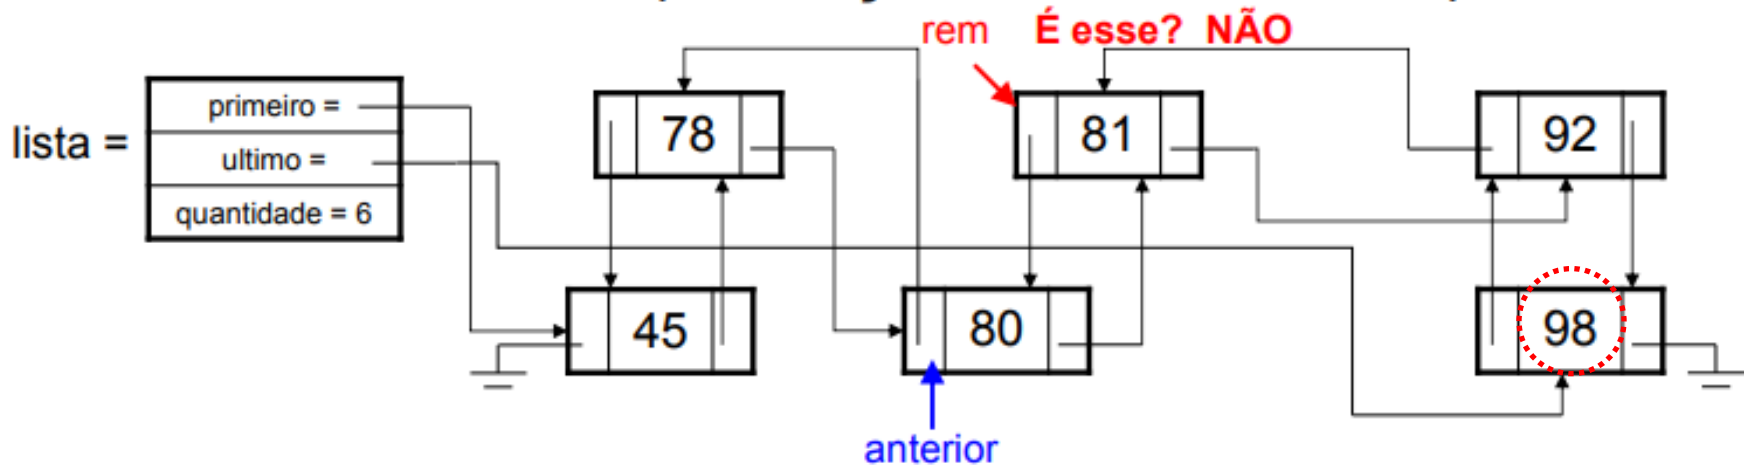 rem É esse? NÃO
lista =
primeiro =
ultimo =
quantidade = 6
78
81
92
45
80
98
anterior